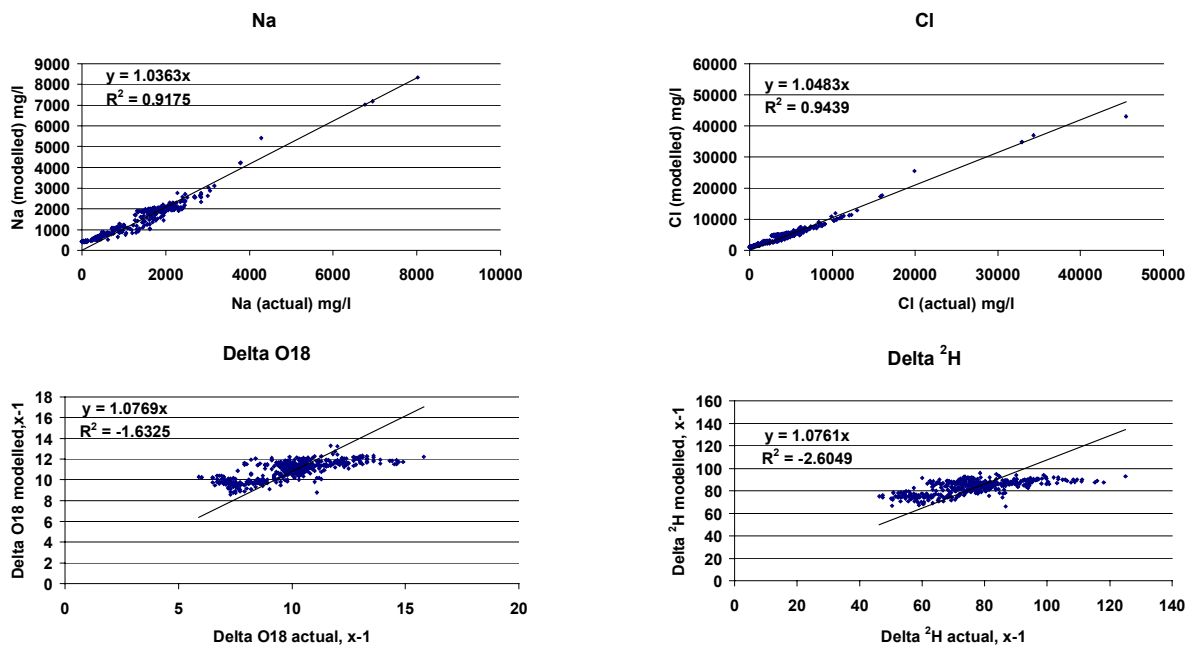 Na
y = 1.0363x
R² = 0.9175
Na (modelled) mg/l
9000
8000
7000
6000
5000
4000
3000
2000
1000
0
0 2000 4000 6000 8000 10000
Na (actual) mg/l
Cl
y = 1.0483x
R² = 0.9439
Cl (modelled) mg/l
60000
50000
40000
30000
20000
10000
0
0 10000 20000 30000 40000 50000
Cl (actual) mg/l
Delta O18
y = 1.0769x
R² = -1.6325
Delta O18 modelled,x-1
18
16
14
12
10
8
6
4
2
0
0 5 10 15 20
Delta O18 actual, x-1
Delta ²H
y = 1.0761x
R² = -2.6049
Delta ²H modelled, x-1
160
140
120
100
80
60
40
20
0
0 20 40 60 80 100 120 140
Delta ²H actual, x-1